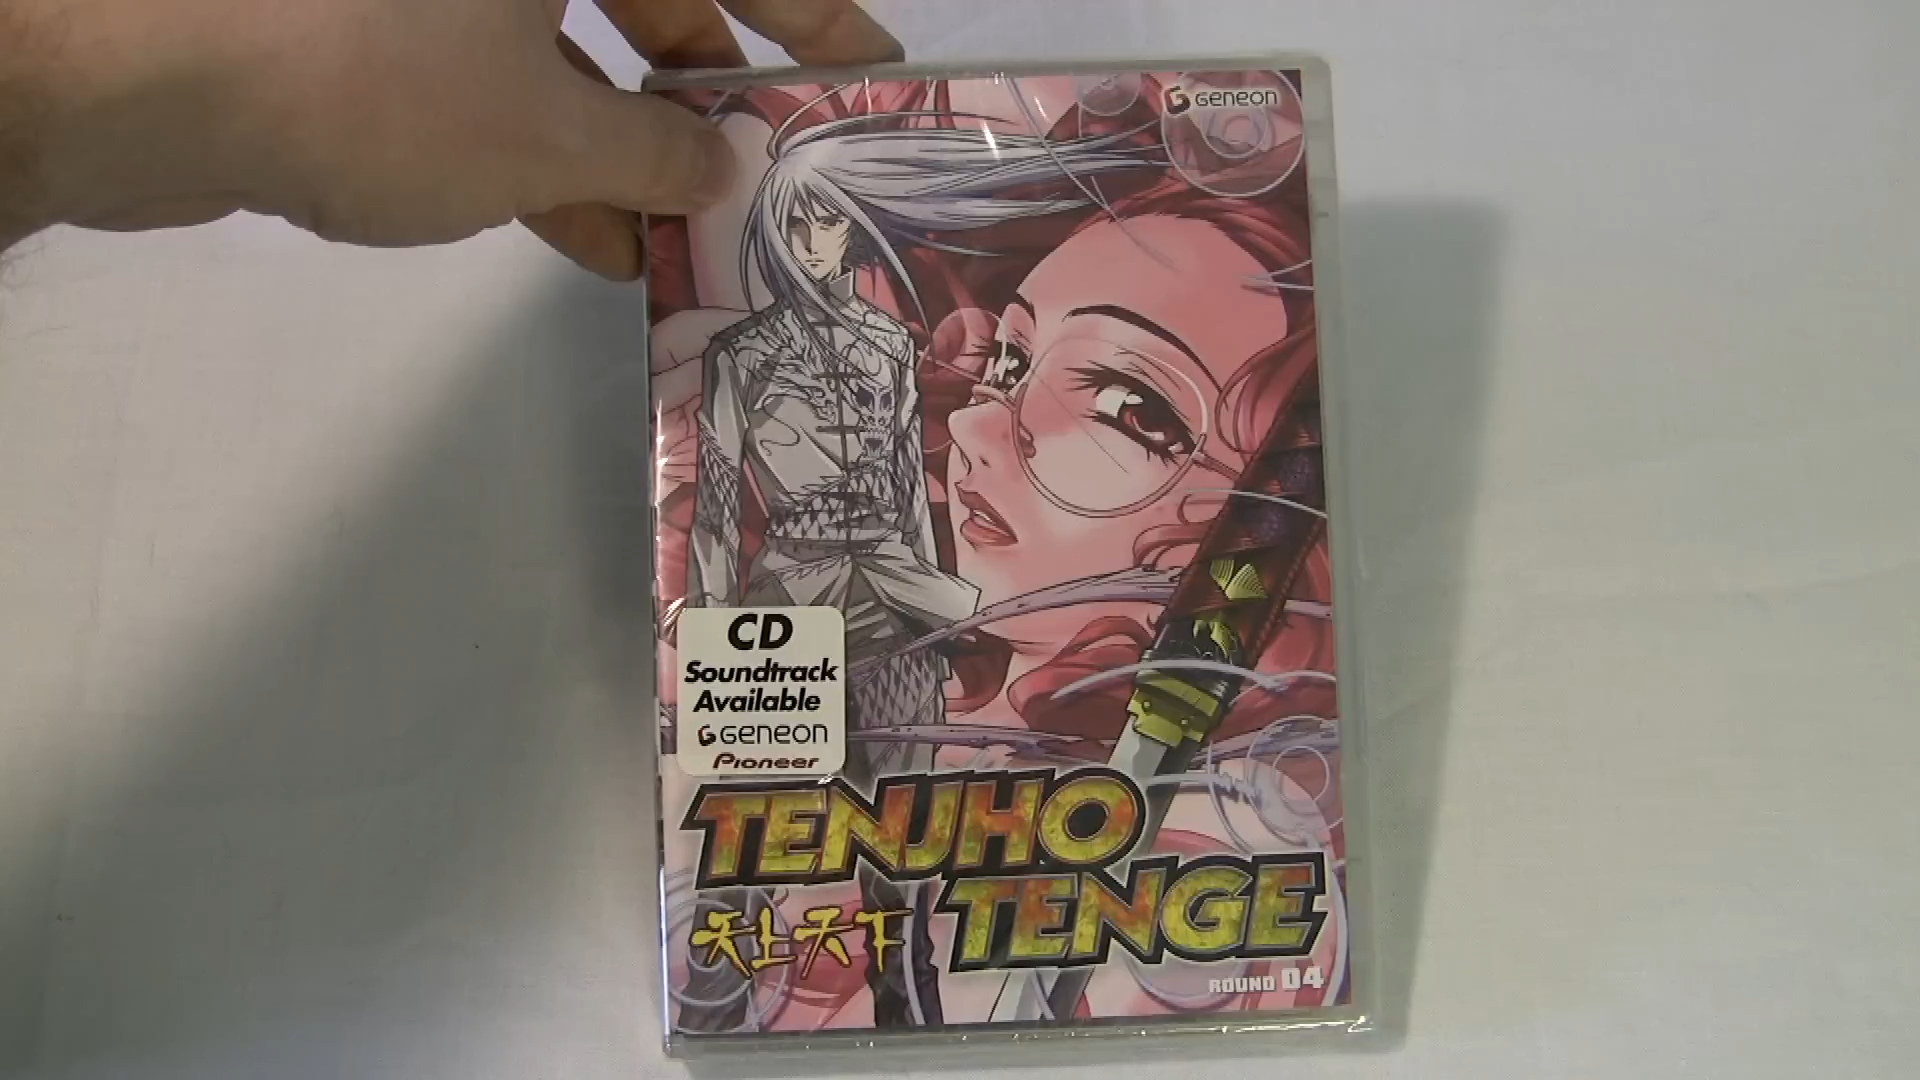 Geneon
CD
Soundtrack
Available
Geneon
Pioneer
TENJHO
TENGE
天上天下
ROUND 04